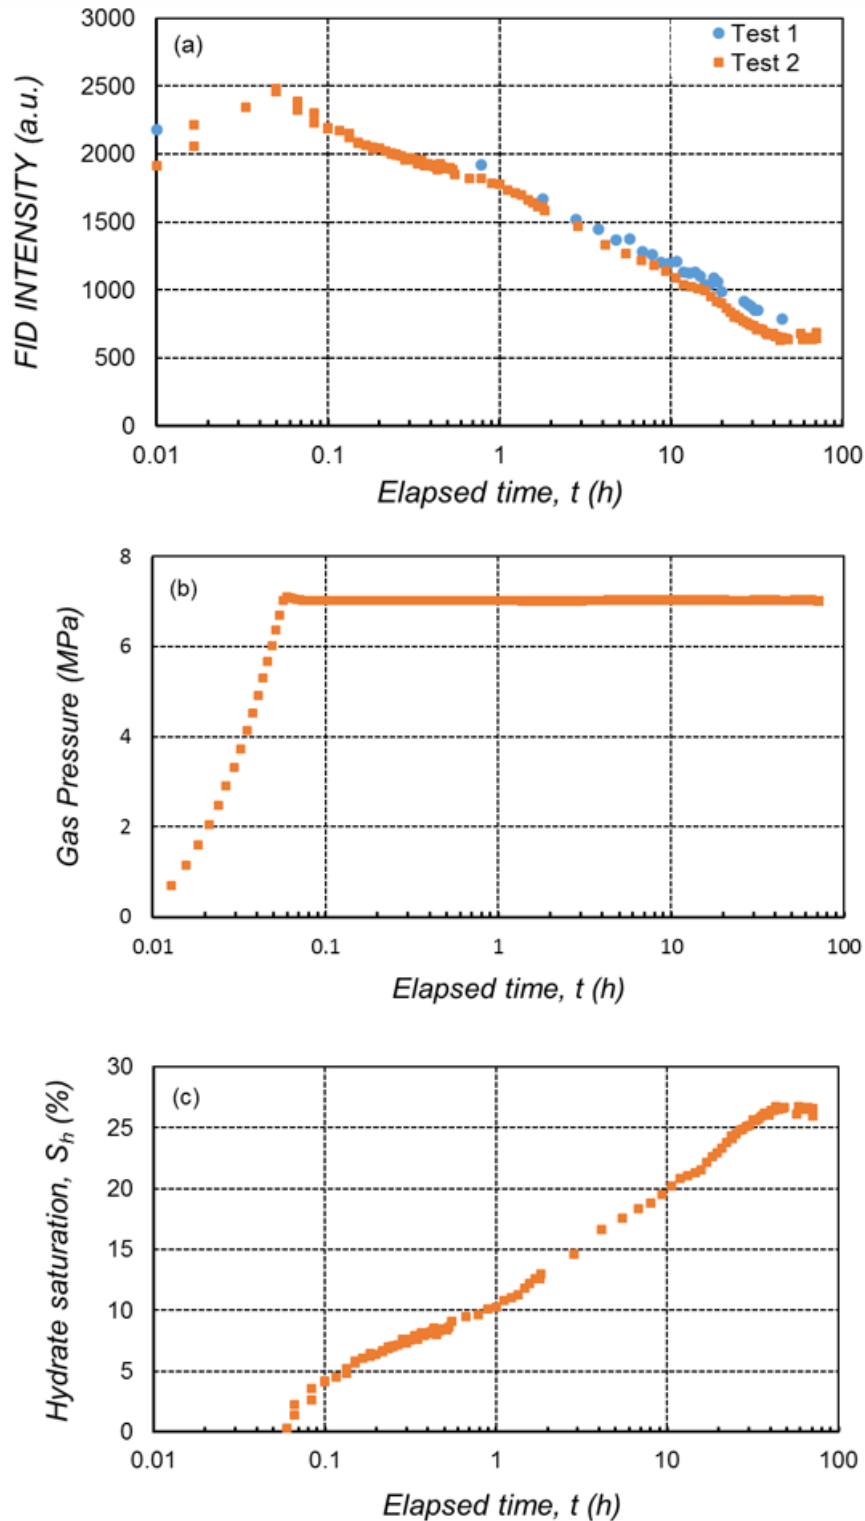 3000
(a)
Test 1
Test 2
2500
2000
1500
1000
500
0
FID INTENSITY (a.u.)
0.01 0.1 1 10 100
Elapsed time, t (h)
8
(b)
6
4
2
0
Gas Pressure (MPa)
0.01 0.1 1 10 100
Elapsed time, t (h)
30
(c)
25
20
15
10
5
0
Hydrate saturation, Sₕ (%)
0.01 0.1 1 10 100
Elapsed time, t (h)